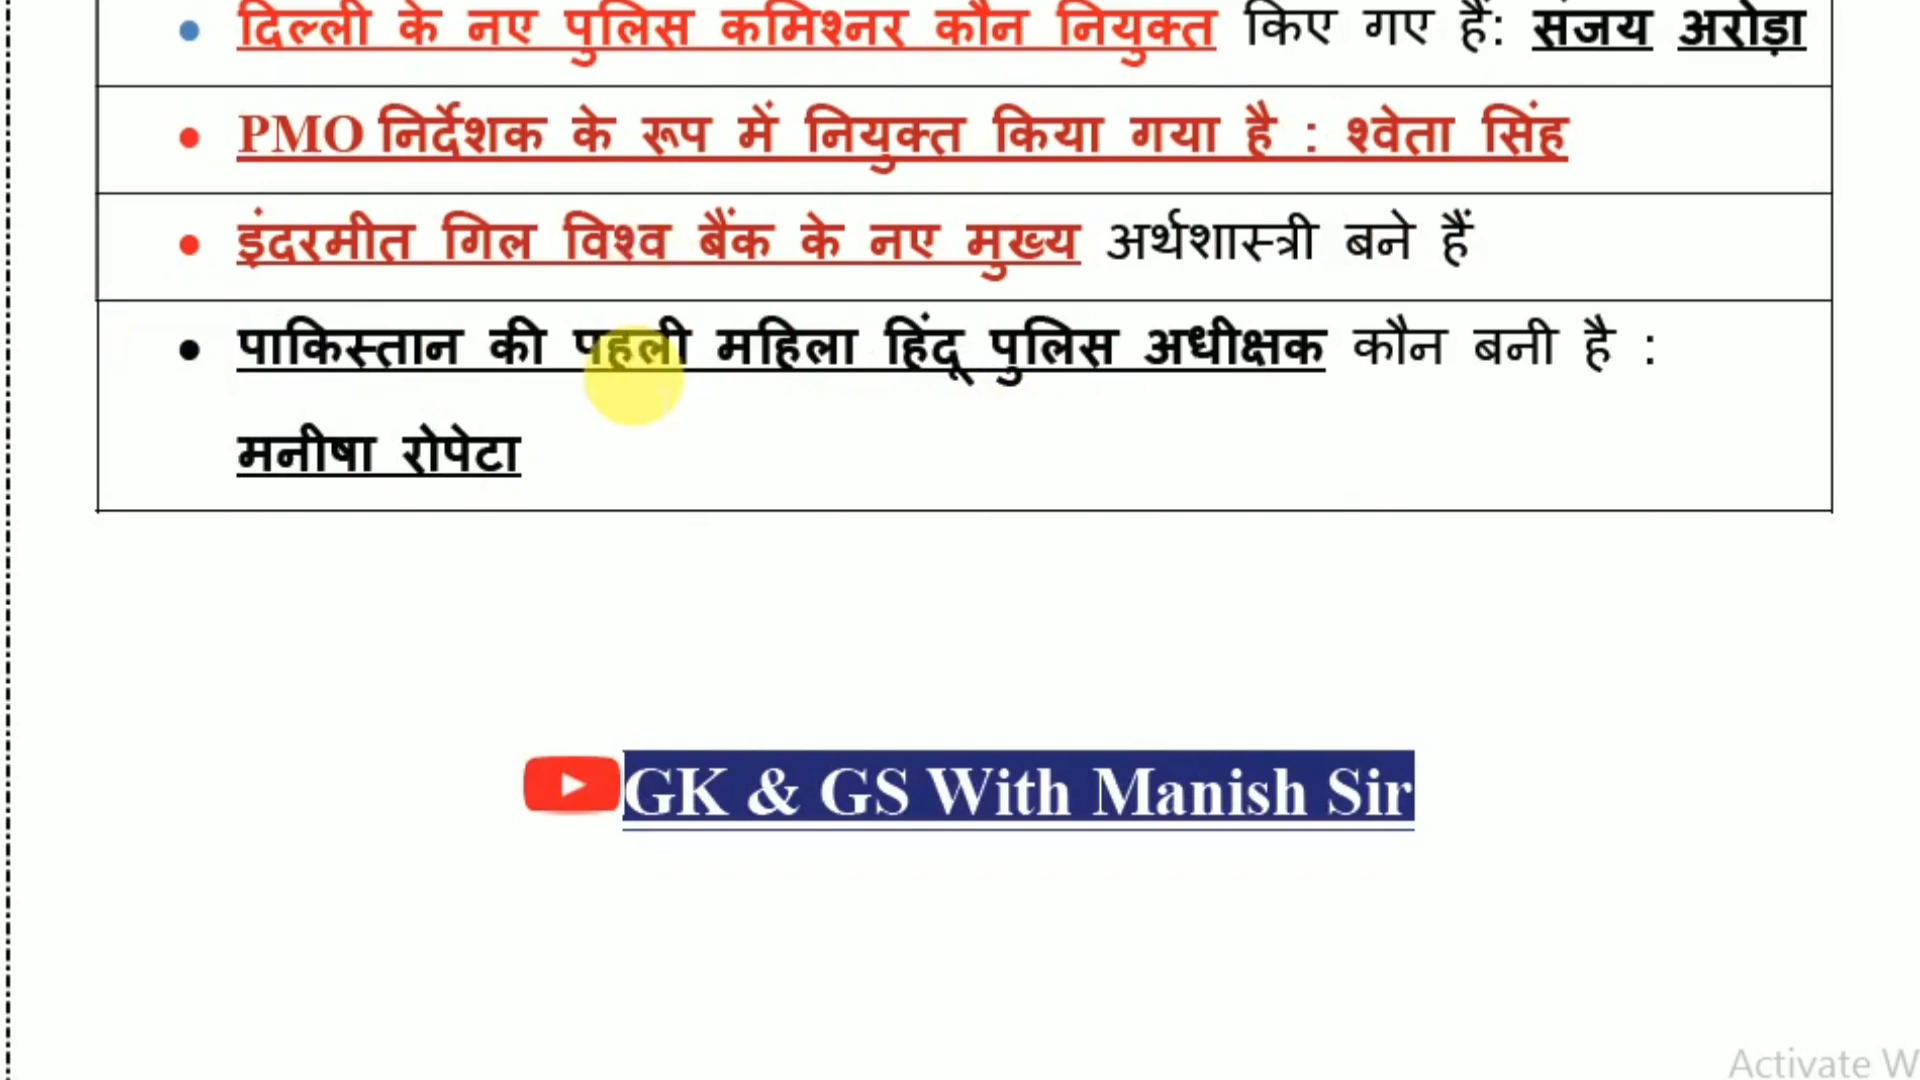 दिल्ली के नए पुलिस कमिश्नर कौन नियुक्त किए गए हैं: संजय अरोड़ा
PMO निर्देशक के रूप में नियुक्त किया गया है : श्वेता सिंह
इंदरमीत गिल विश्व बैंक के नए मुख्य अर्थशास्त्री बने हैं
पाकिस्तान की पहली महिला हिंदू पुलिस अधीक्षक कौन बनी है :
मनीषा रोपेटा
GK & GS With Manish Sir
Activate W